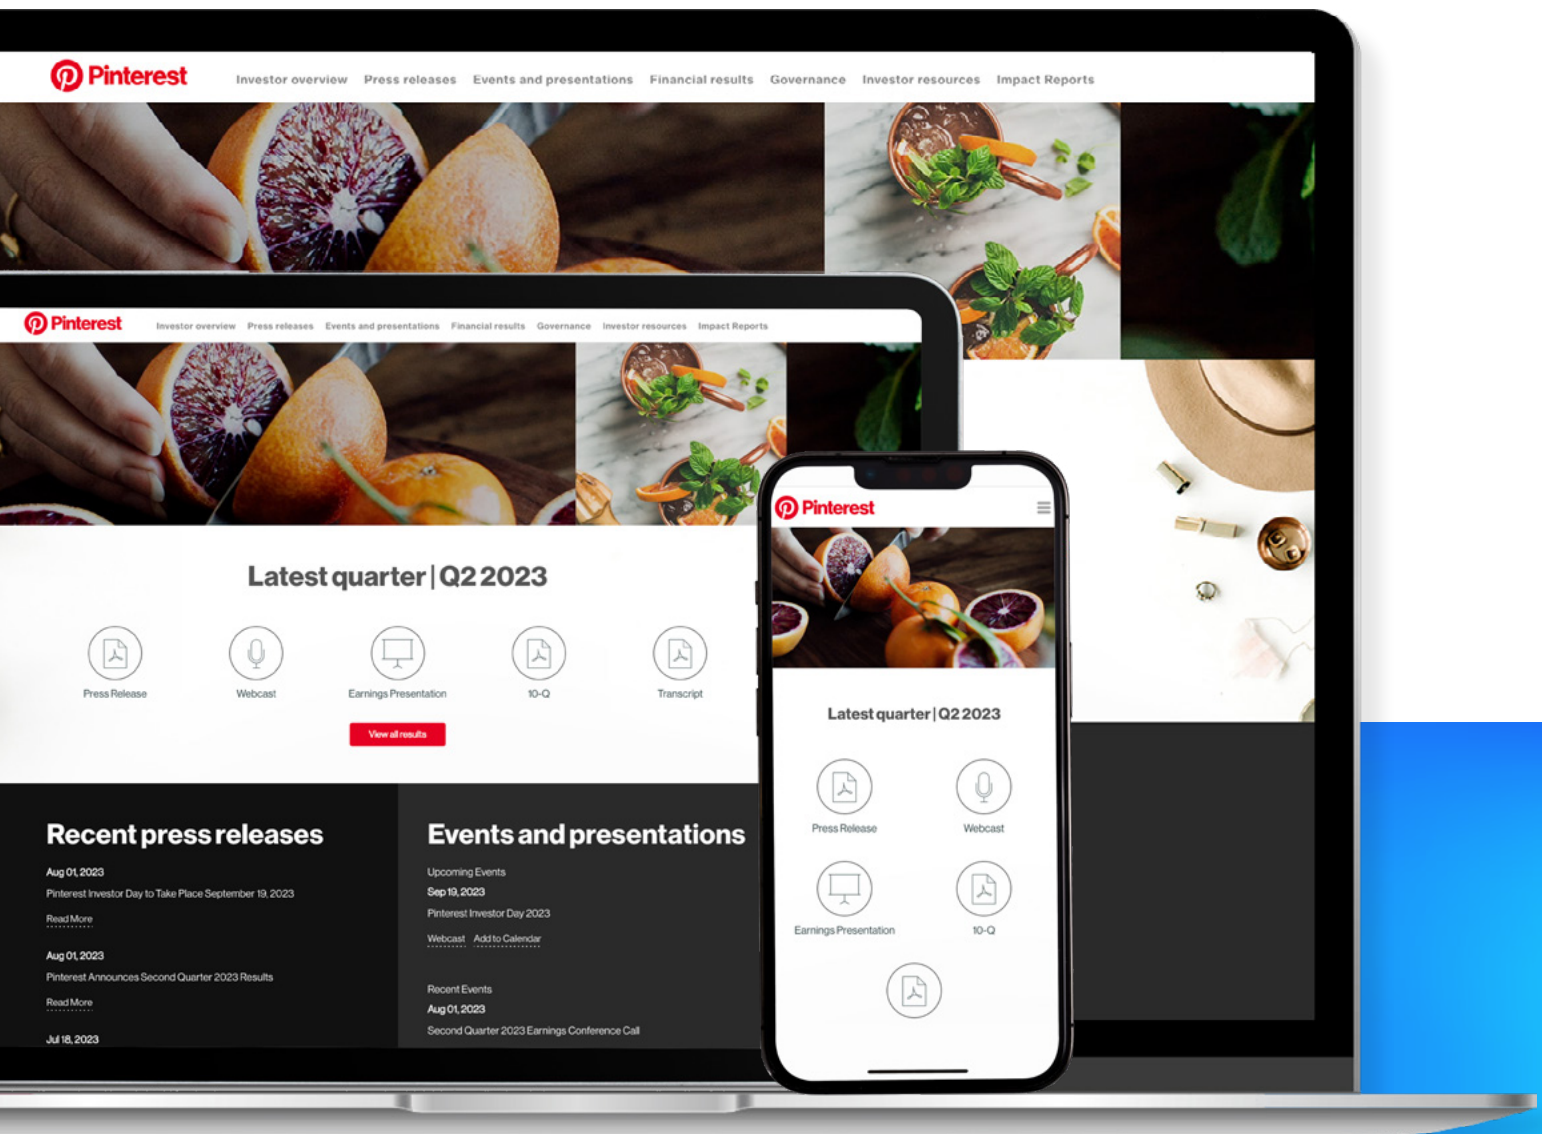 Pinterest
Investor overview Press releases Events and presentations Financial results Governance Investor resources Impact Reports
Pinterest
Investor overview Press releases Events and presentations Financial results Governance Investor resources Impact Reports
Latest quarter | Q2 2023
Press Release Webcast Earnings Presentation 10-Q Transcript
View all results
Recent press releases
Aug 01, 2023
Pinterest Investor Day to Take Place September 19, 2023
Read More
Aug 01, 2023
Pinterest Announces Second Quarter 2023 Results
Read More
Jul 18, 2023
Events and presentations
Upcoming Events
Sep 19, 2023
Pinterest Investor Day 2023
Webcast Add to Calendar
Recent Events
Aug 01, 2023
Second Quarter 2023 Earnings Conference Call
Pinterest
Latest quarter | Q2 2023
Press Release Webcast
Earnings Presentation 10-Q